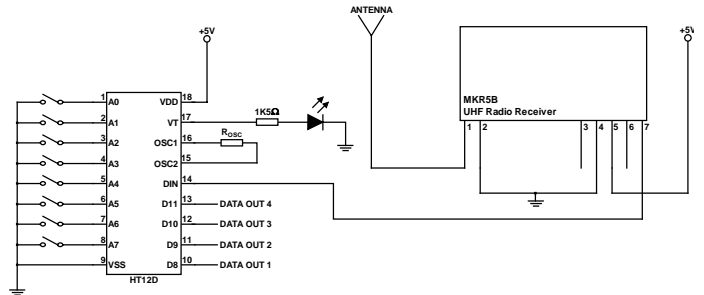 ANTENNA
+5V
+5V
MKR5B
UHF Radio Receiver
1 2 3 4 5 6 7
1 A0 VDD 18
2 A1 VT 17 1K5Ω
3 A2 OSC1 16 ROSC
4 A3 OSC2 15
5 A4 DIN 14
6 A5 D11 13 DATA OUT 4
7 A6 D10 12 DATA OUT 3
8 A7 D9 11 DATA OUT 2
9 VSS D8 10 DATA OUT 1
HT12D